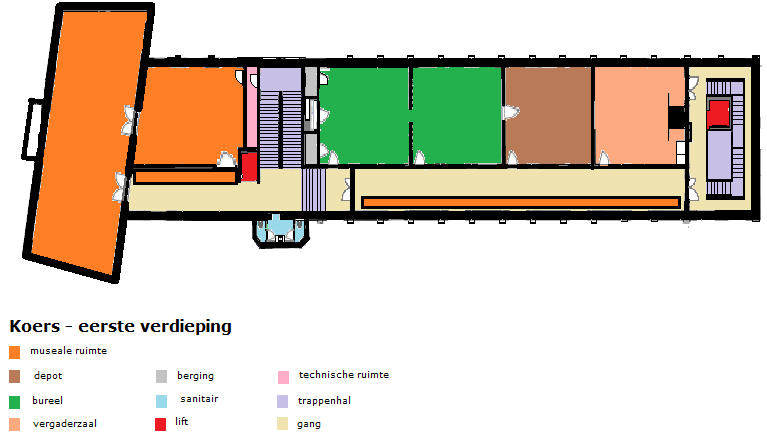 Koers - eerste verdieping
museale ruimte
depot berging technische ruimte
bureel sanitair trappenhal
vergaderzaal lift gang